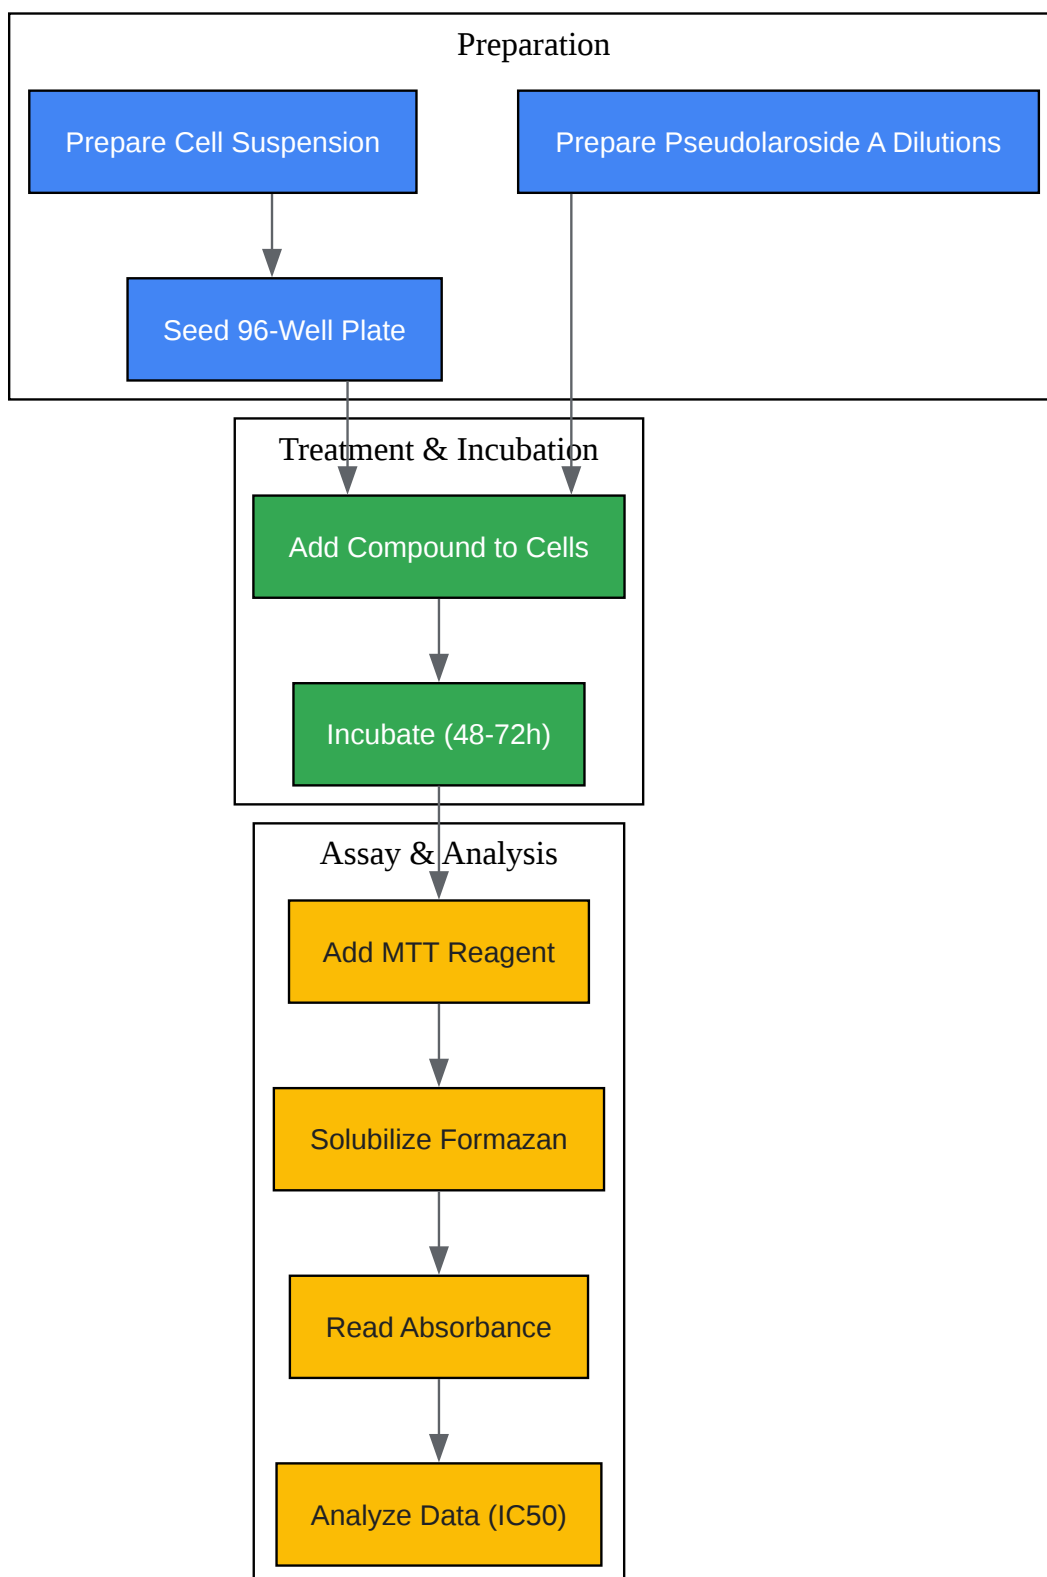 Preparation
Prepare Cell Suspension
Prepare Pseudolaroside A Dilutions
Seed 96-Well Plate
Treatment & Incubation
Add Compound to Cells
Incubate (48-72h)
Assay & Analysis
Add MTT Reagent
Solubilize Formazan
Read Absorbance
Analyze Data (IC50)